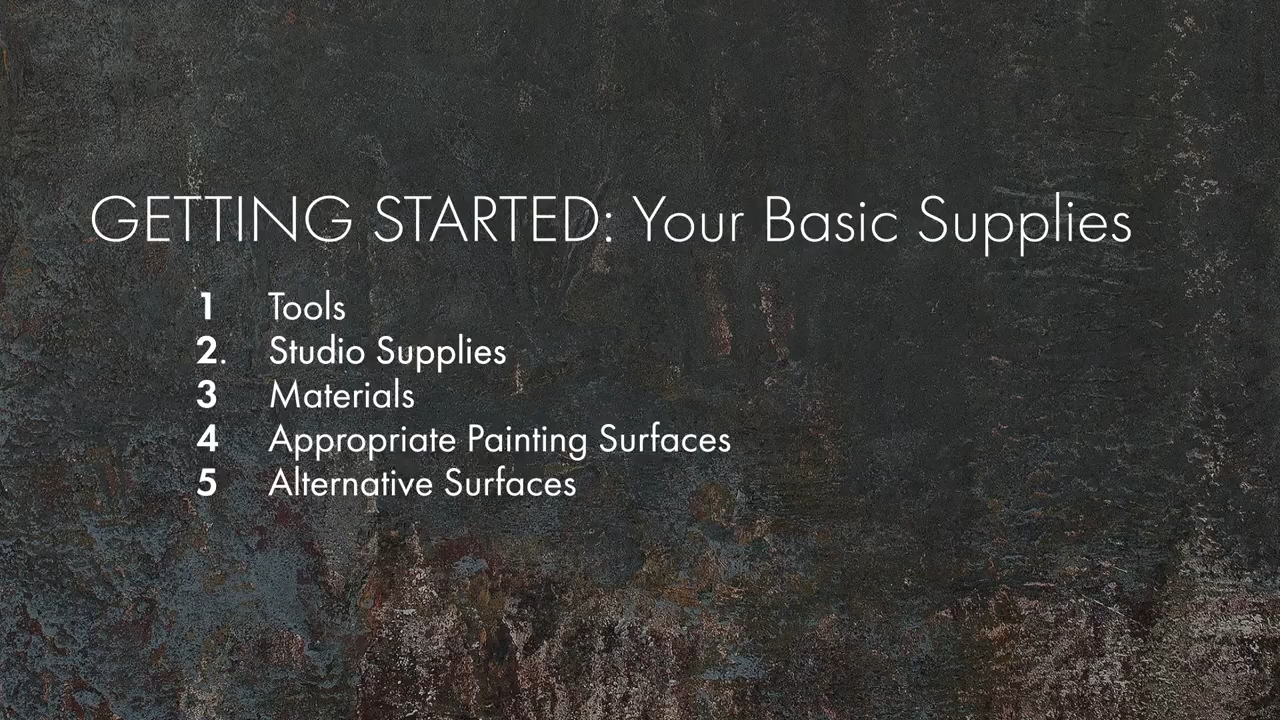 GETTING STARTED: Your Basic Supplies
1 Tools
2. Studio Supplies
3 Materials
4 Appropriate Painting Surfaces
5 Alternative Surfaces